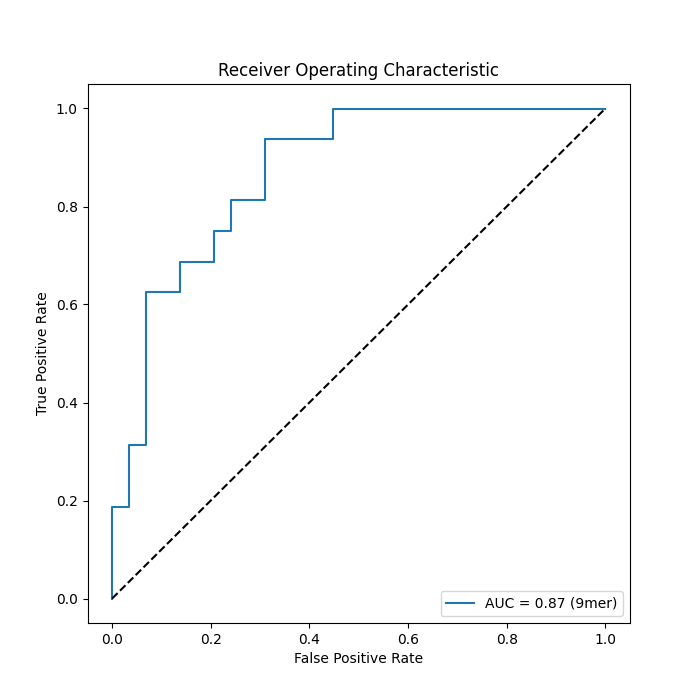 Receiver Operating Characteristic
True Positive Rate
1.0
0.8
0.6
0.4
0.2
0.0
AUC = 0.87 (9mer)
0.0 0.2 0.4 0.6 0.8 1.0
False Positive Rate